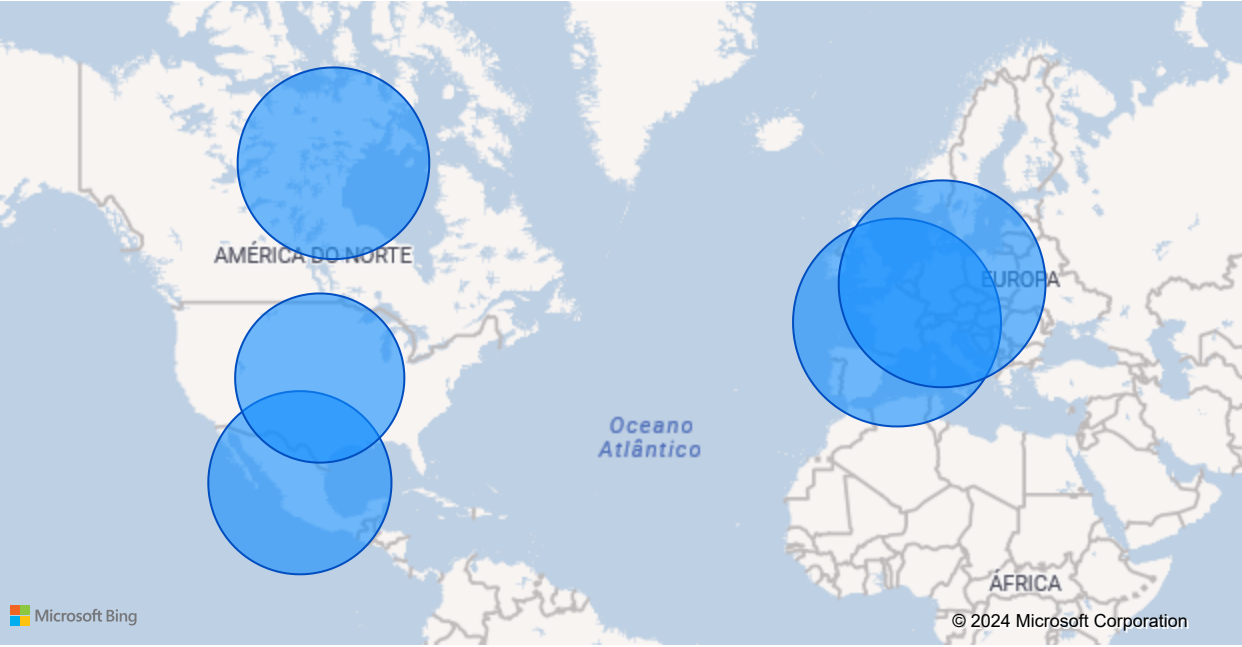 AMÉRICA DO NORTE
EUROPA
Oceano
Atlântico
ÁFRICA
Microsoft Bing
© 2024 Microsoft Corporation